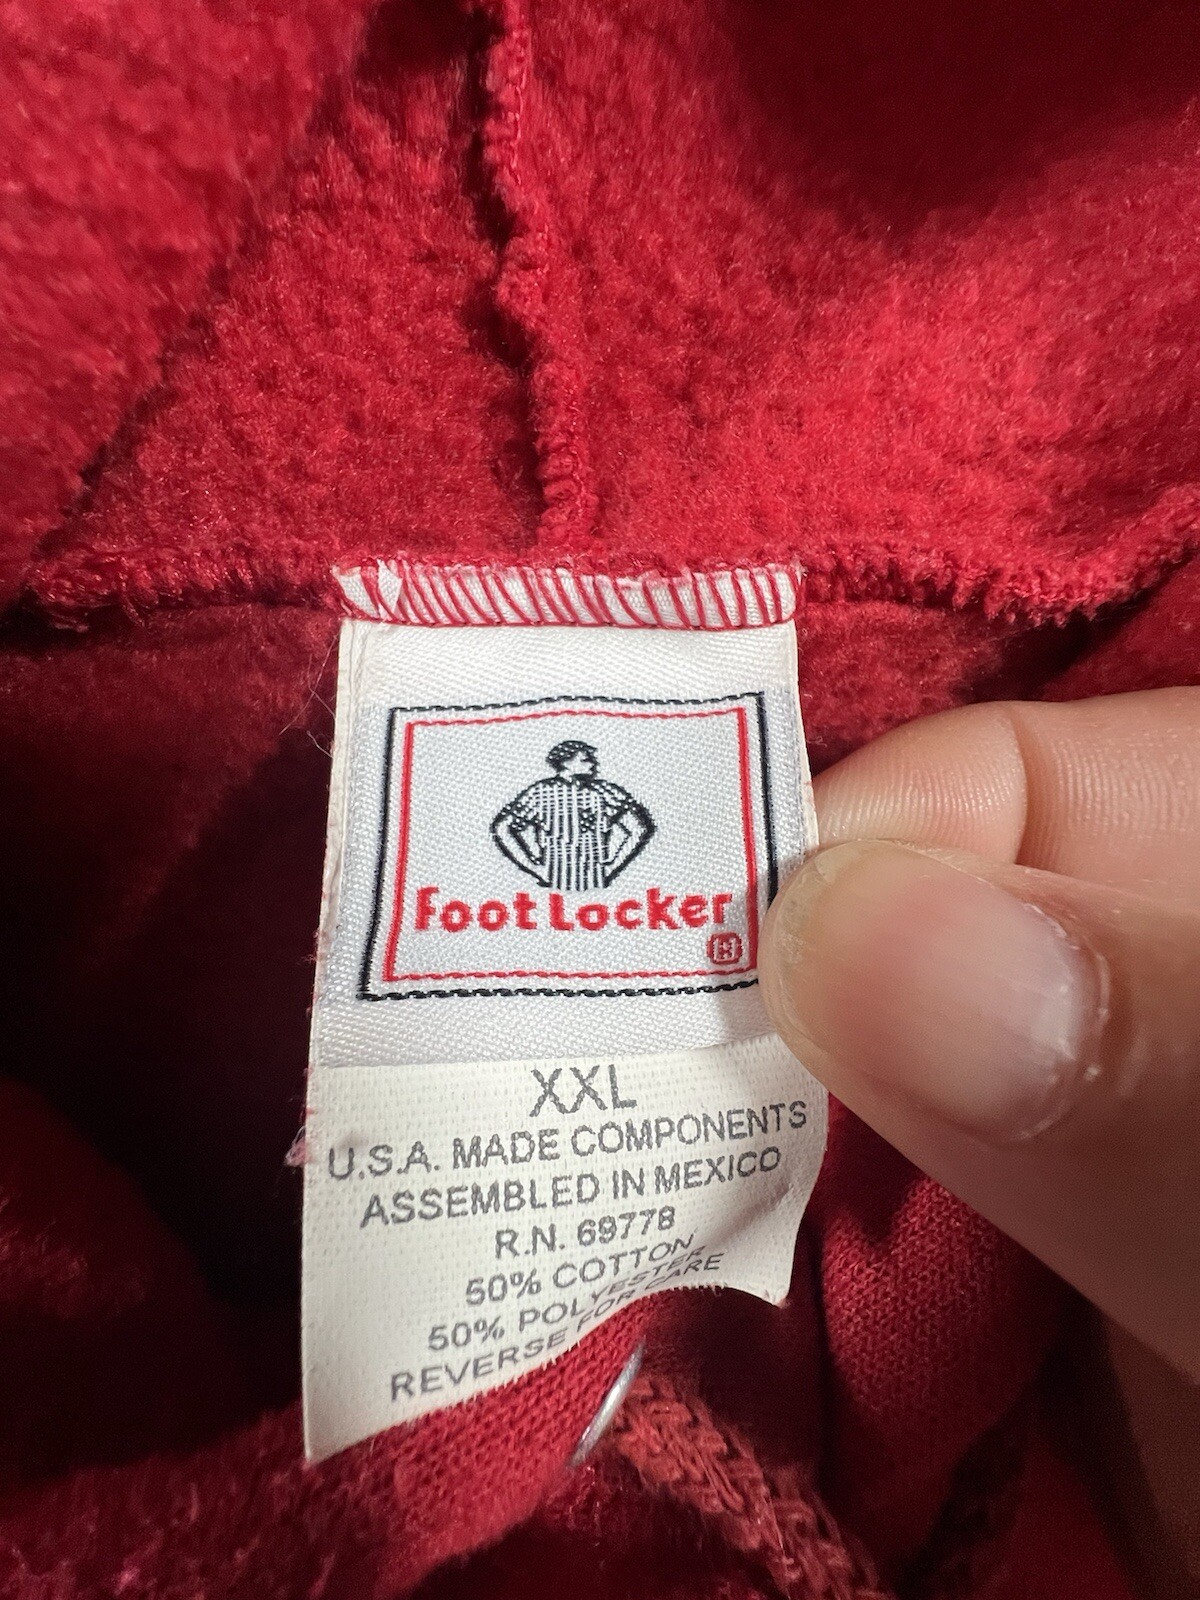 Foot Locker
®
XXL
U.S.A. MADE COMPONENTS
ASSEMBLED IN MEXICO
R.N. 69778
50% COTTON
50% POLYESTER
REVERSE FOR CARE